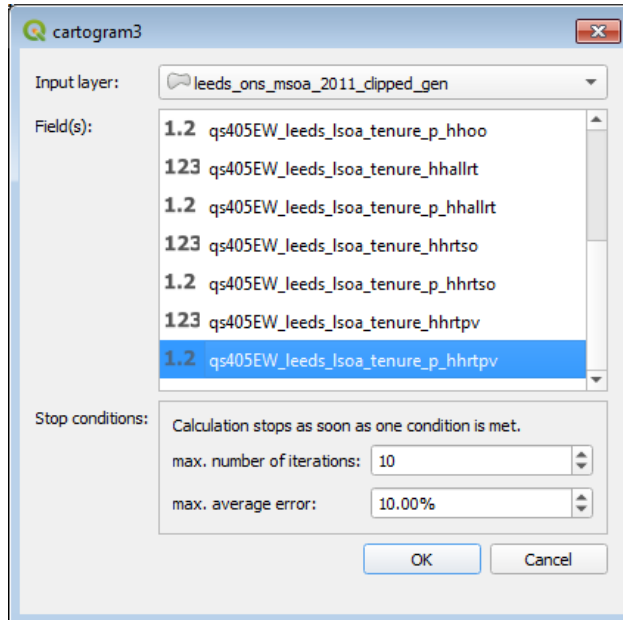 cartogram3
Input layer: leeds_ons_msoa_2011_clipped_gen
Field(s):
1.2 qs405EW_leeds_lsoa_tenure_p_hhoo
123 qs405EW_leeds_lsoa_tenure_hhallrt
1.2 qs405EW_leeds_lsoa_tenure_p_hhallrt
123 qs405EW_leeds_lsoa_tenure_hhrtso
1.2 qs405EW_leeds_lsoa_tenure_p_hhrtso
123 qs405EW_leeds_lsoa_tenure_hhrtpv
1.2 qs405EW_leeds_lsoa_tenure_p_hhrtpv
Stop conditions: Calculation stops as soon as one condition is met.
max. number of iterations: 10
max. average error: 10.00%
OK Cancel